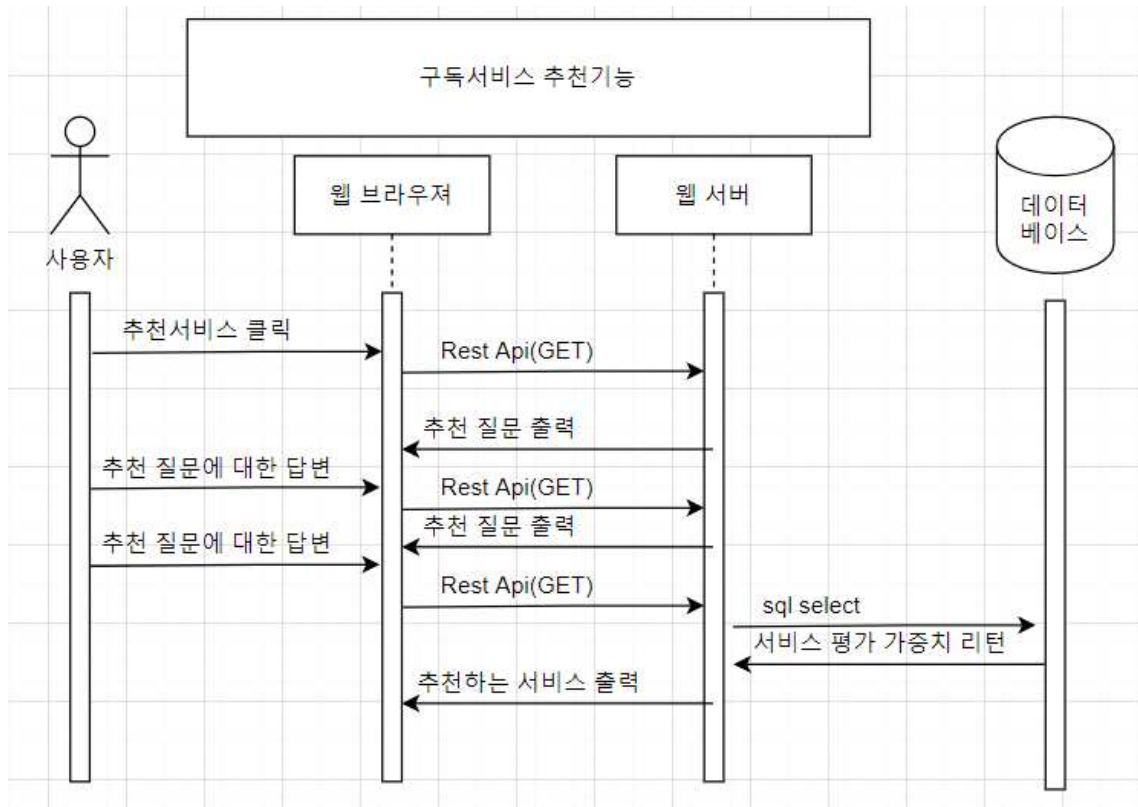 구독서비스 추천기능
웹 브라우져
웹 서버
데이터
베이스
사용자
추천서비스 클릭
Rest Api(GET)
추천 질문 출력
추천 질문에 대한 답변
Rest Api(GET)
추천 질문 출력
추천 질문에 대한 답변
Rest Api(GET)
sql select
서비스 평가 가중치 리턴
추천하는 서비스 출력